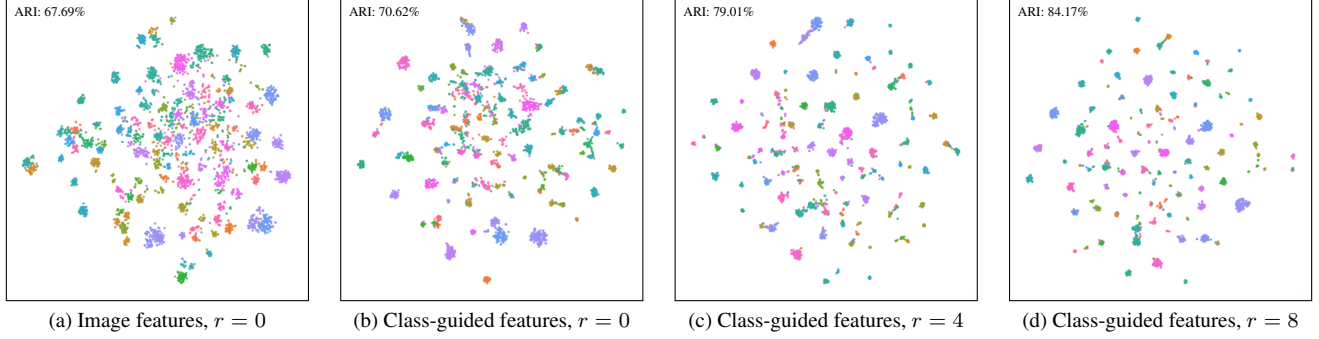 ARI: 67.69%
ARI: 70.62%
ARI: 79.01%
ARI: 84.17%
(a) Image features, r = 0
(b) Class-guided features, r = 0
(c) Class-guided features, r = 4
(d) Class-guided features, r = 8